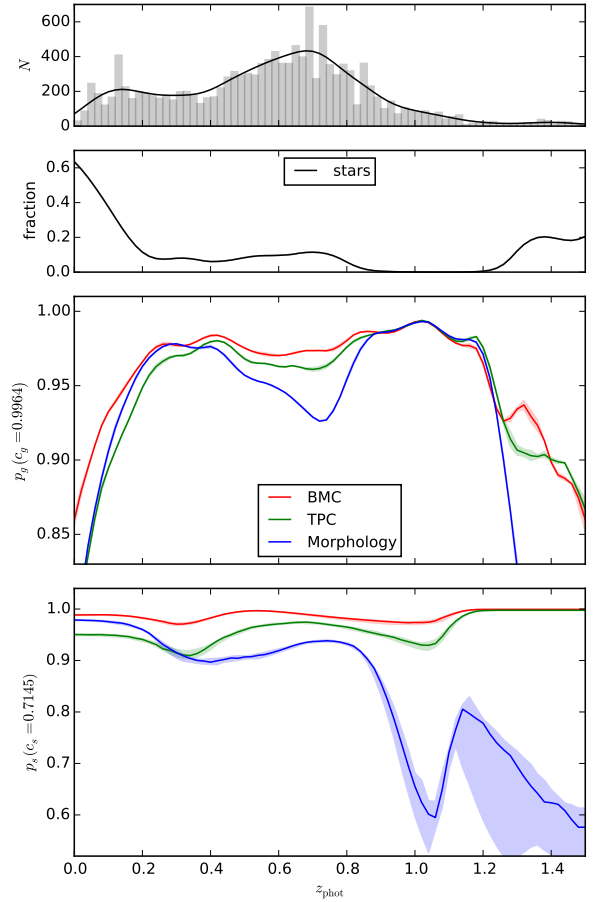 600
400
200
0
N
0.6
0.4
0.2
0.0
fraction
stars
1.00
0.95
0.90
0.85
p_g (c_g = 0.9964)
BMC
TPC
Morphology
1.0
0.9
0.8
0.7
0.6
p_s (c_s = 0.7145)
0.0 0.2 0.4 0.6 0.8 1.0 1.2 1.4
z_phot